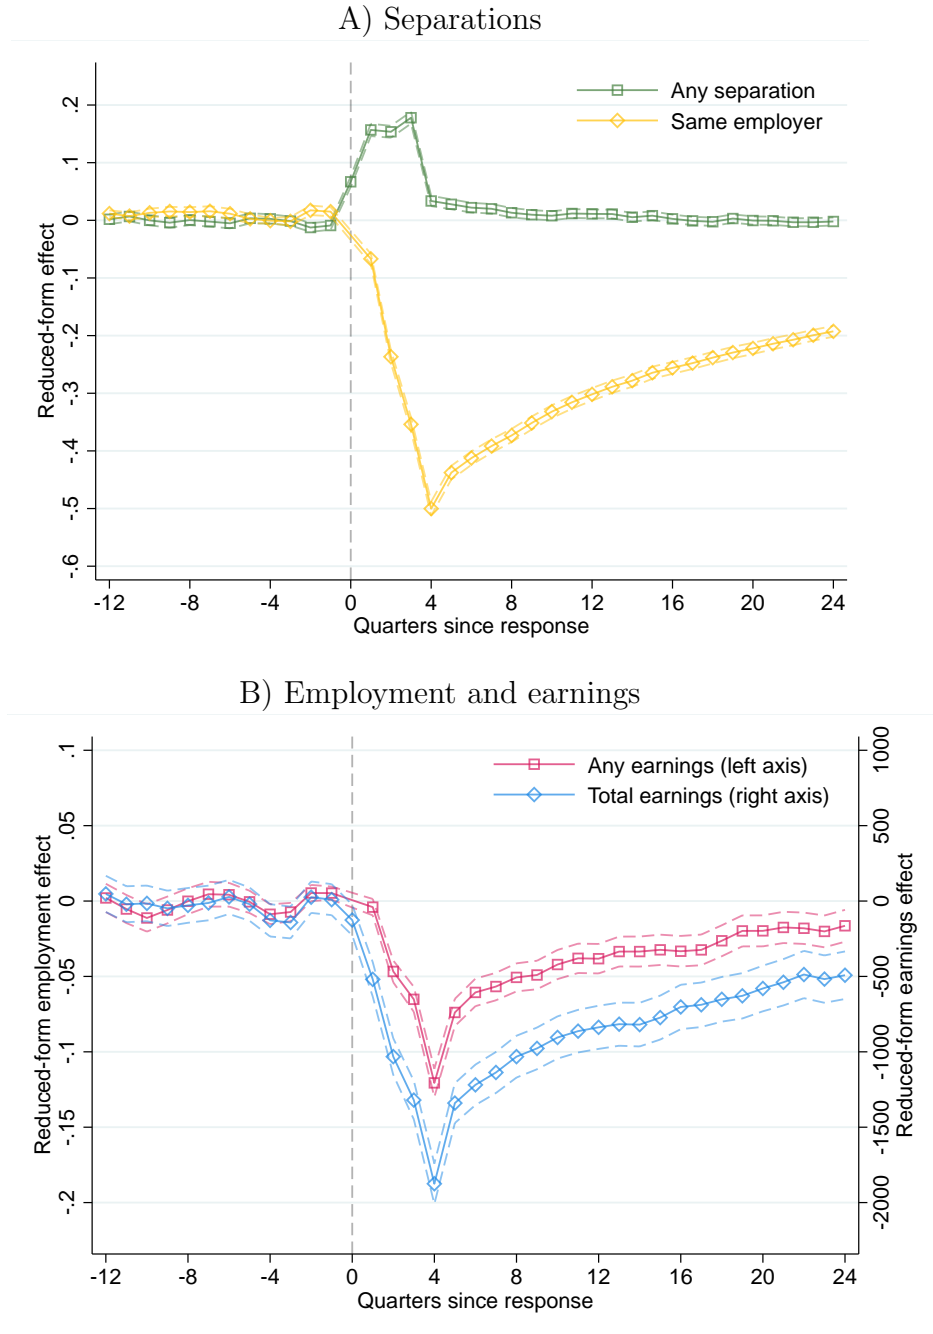 A) Separations
Any separation
Same employer
Reduced-form effect
.2
.1
0
-.1
-.2
-.3
-.4
-.5
-.6
-12 -8 -4 0 4 8 12 16 20 24
Quarters since response
B) Employment and earnings
Any earnings (left axis)
Total earnings (right axis)
Reduced-form employment effect
.1
.05
0
-.05
-.1
-.15
-.2
1000
500
0
-500
-1000
-1500
-2000
Reduced-form earnings effect
-12 -8 -4 0 4 8 12 16 20 24
Quarters since response